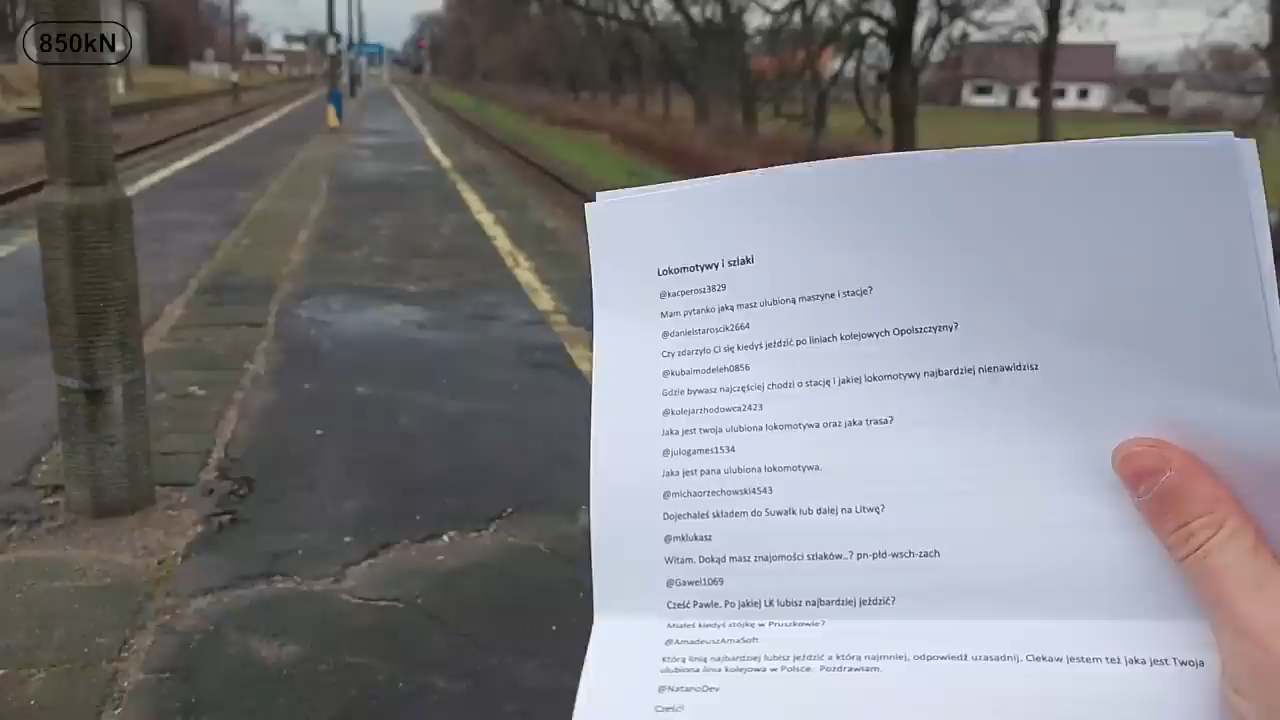 850kN
Lokomotywy i szlaki
@kacperosz3829
Mam pytanko jaką masz ulubioną maszynę i stację?
@danielstaroscik2664
Czy zdarzyło Ci się kiedyś jeździć po liniach kolejowych Opolszczyzny?
@kubaimodeleh0856
Gdzie bywasz najczęściej chodzi o stację i jakiej lokomotywy najbardziej nienawidzisz
@kolejarzhodowca2423
Jaka jest twoja ulubiona lokomotywa oraz jaka trasa?
@julogames1534
Jaka jest pana ulubiona lokomotywa.
@michaorzechowski4543
Dojechałeś składem do Suwałk lub dalej na Litwę?
@mklukasz
Witam. Dokąd masz znajomości szlaków..? pn-płd-wsch-zach
@Gawel1069
Cześć Pawle. Po jakiej LK lubisz najbardziej jeździć?
Miałeś kiedyś stójkę w Pruszkowie?
@AmadeuszAmaSoft
Którą linią najbardziej lubisz jeździć a którą najmniej, odpowiedź uzasadnij. Ciekaw jestem też jaka jest Twoja
ulubiona linia kolejowa w Polsce. Pozdrawiam.
@NatanoDev
Cześć!